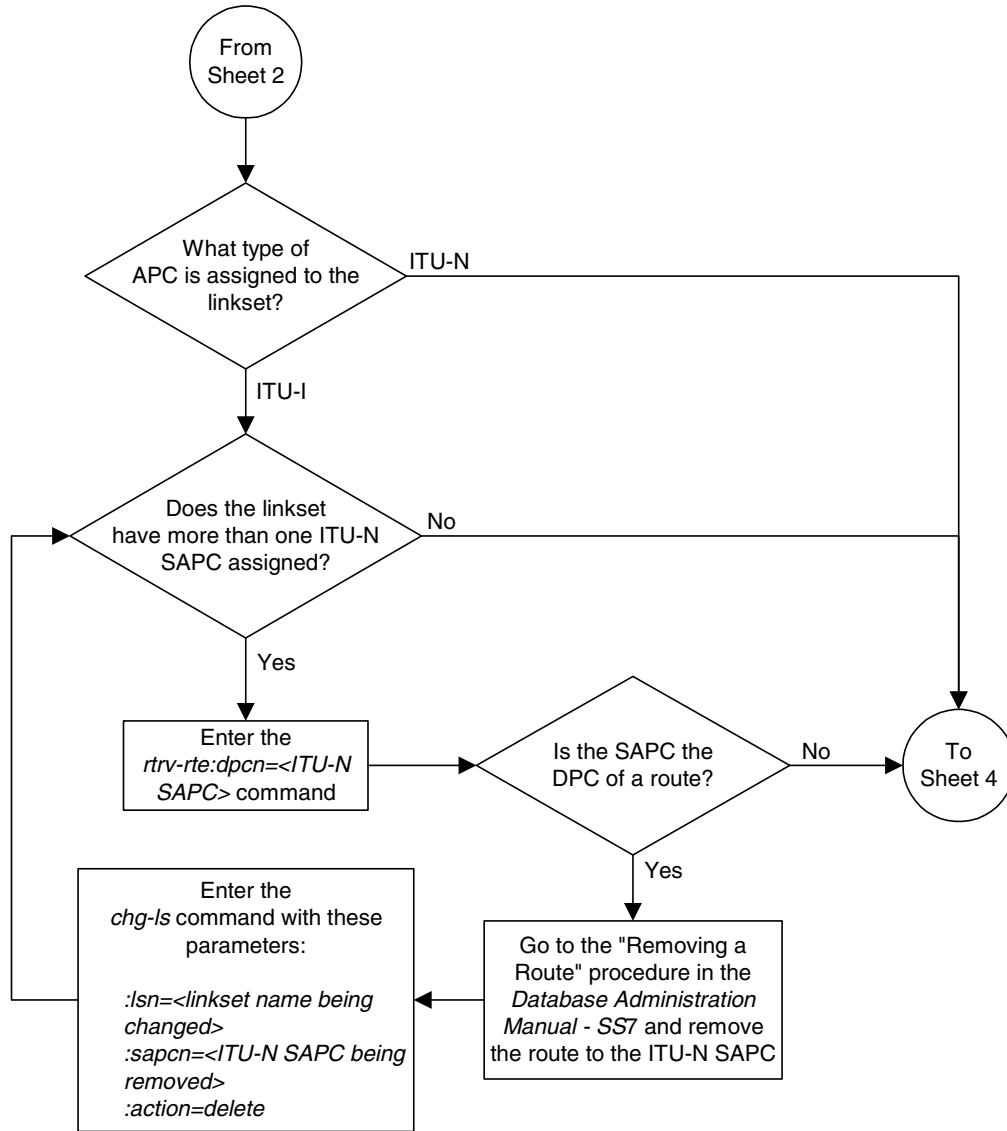 From
Sheet 2
What type of
APC is assigned to the
linkset?
ITU-N
ITU-I
Does the linkset
have more than one ITU-N
SAPC assigned?
No
Yes
Enter the
rtrv-rte:dpcn=<ITU-N
SAPC> command
Is the SAPC the
DPC of a route?
No
To
Sheet 4
Yes
Go to the "Removing a
Route" procedure in the
Database Administration
Manual - SS7 and remove
the route to the ITU-N SAPC
Enter the
chg-ls command with these
parameters:
:lsn=<linkset name being
changed>
:sapcn=<ITU-N SAPC being
removed>
:action=delete